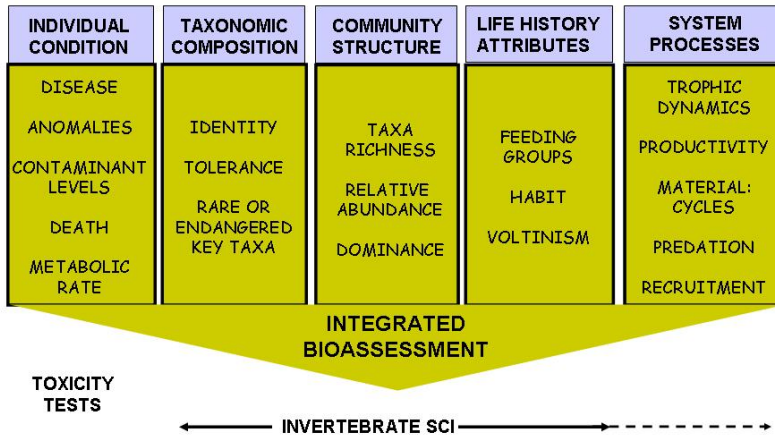 INDIVIDUAL
CONDITION
TAXONOMIC
COMPOSITION
COMMUNITY
STRUCTURE
LIFE HISTORY
ATTRIBUTES
SYSTEM
PROCESSES
DISEASE
ANOMALIES
CONTAMINANT
LEVELS
DEATH
METABOLIC
RATE
IDENTITY
TOLERANCE
RARE OR
ENDANGERED
KEY TAXA
TAXA
RICHNESS
RELATIVE
ABUNDANCE
DOMINANCE
FEEDING
GROUPS
HABIT
VOLTINISM
TROPHIC
DYNAMICS
PRODUCTIVITY
MATERIAL:
CYCLES
PREDATION
RECRUITMENT
INTEGRATED
BIOASSESSMENT
TOXICITY
TESTS
INVERTEBRATE SCI